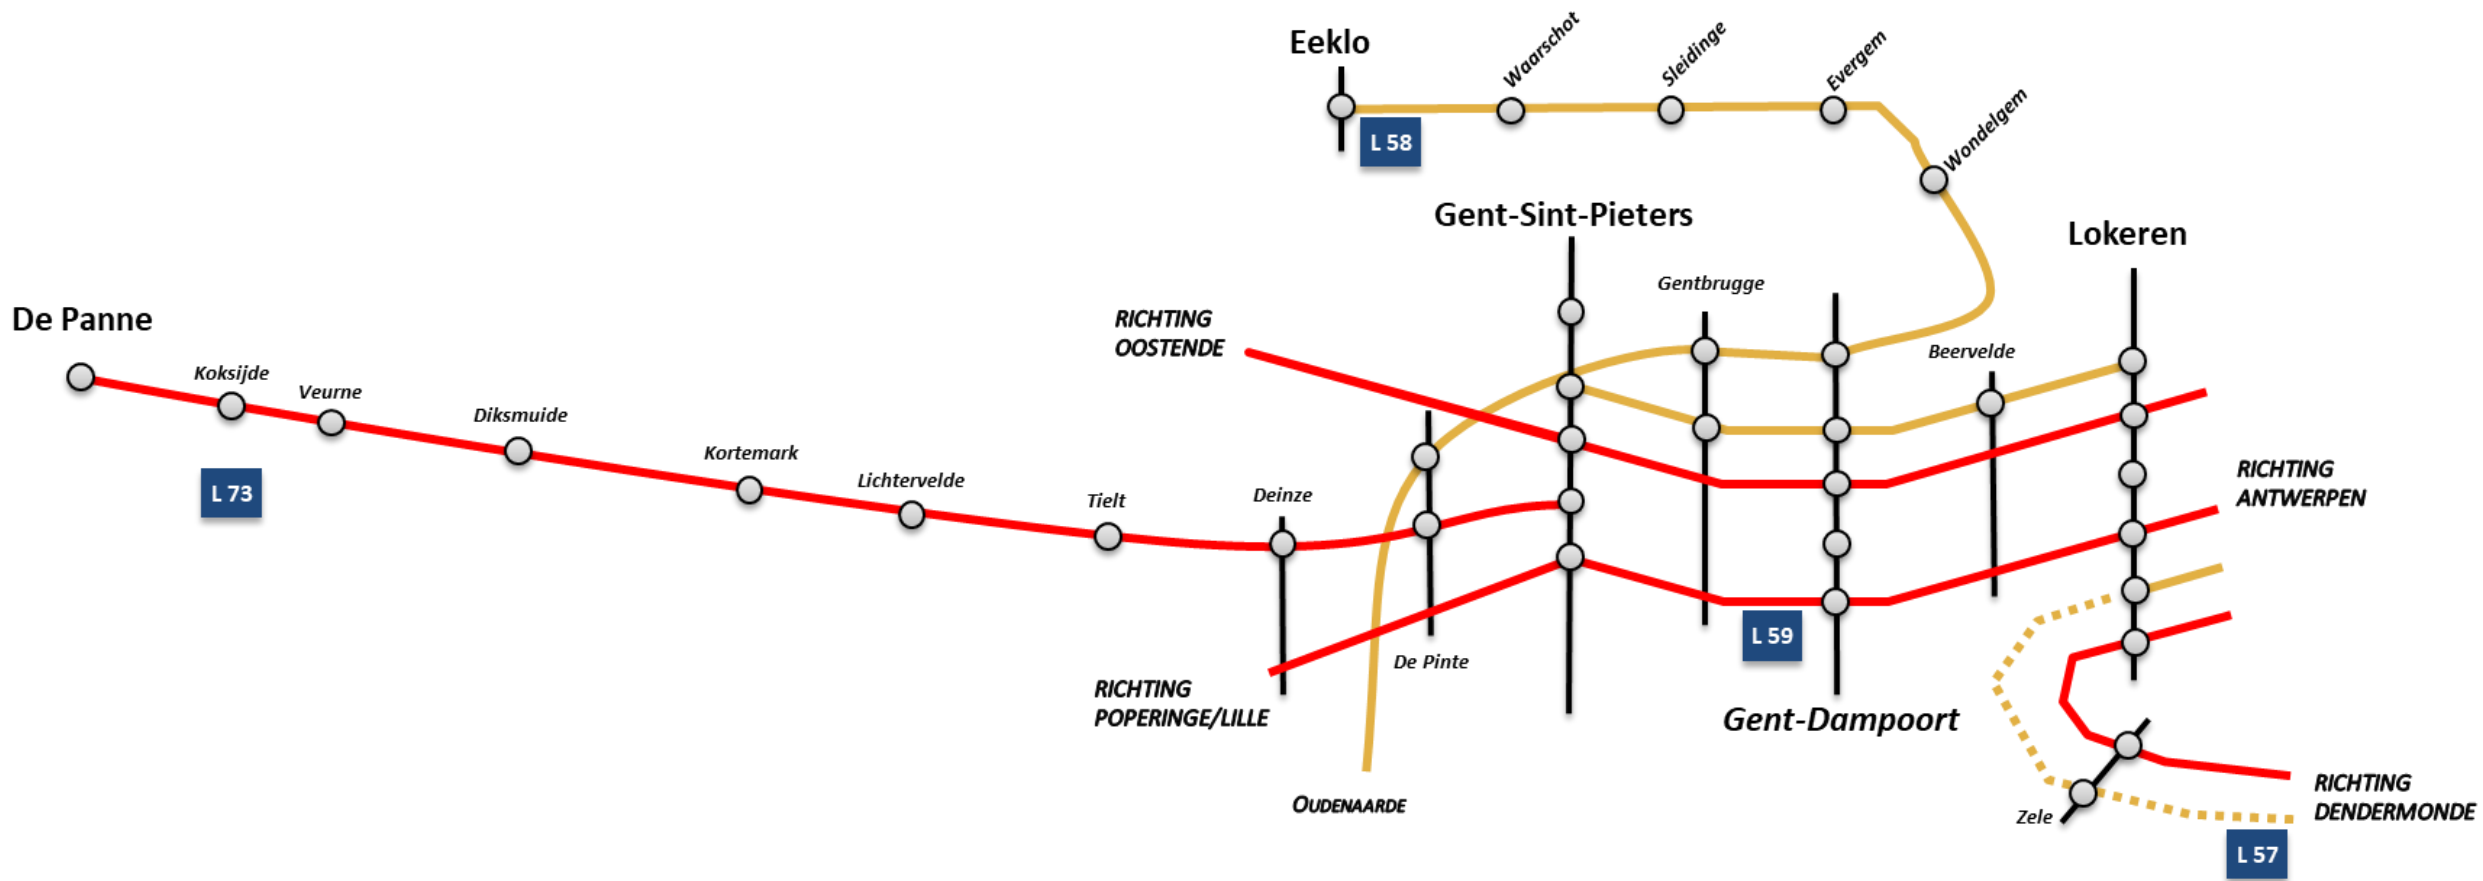 Eeklo
Waarschot
Sleidinge
Evergem
Wondelgem
L 58
Gent-Sint-Pieters
Lokeren
Gentbrugge
De Panne
RICHTING
OOSTENDE
Beervelde
Koksijde
Veurne
Diksmuide
Kortemark
Lichtervelde
Tielt
Deinze
L 73
RICHTING
ANTWERPEN
L 59
De Pinte
RICHTING
POPERINGE/LILLE
Gent-Dampoort
OUDENAARDE
Zele
RICHTING
DENDERMONDE
L 57